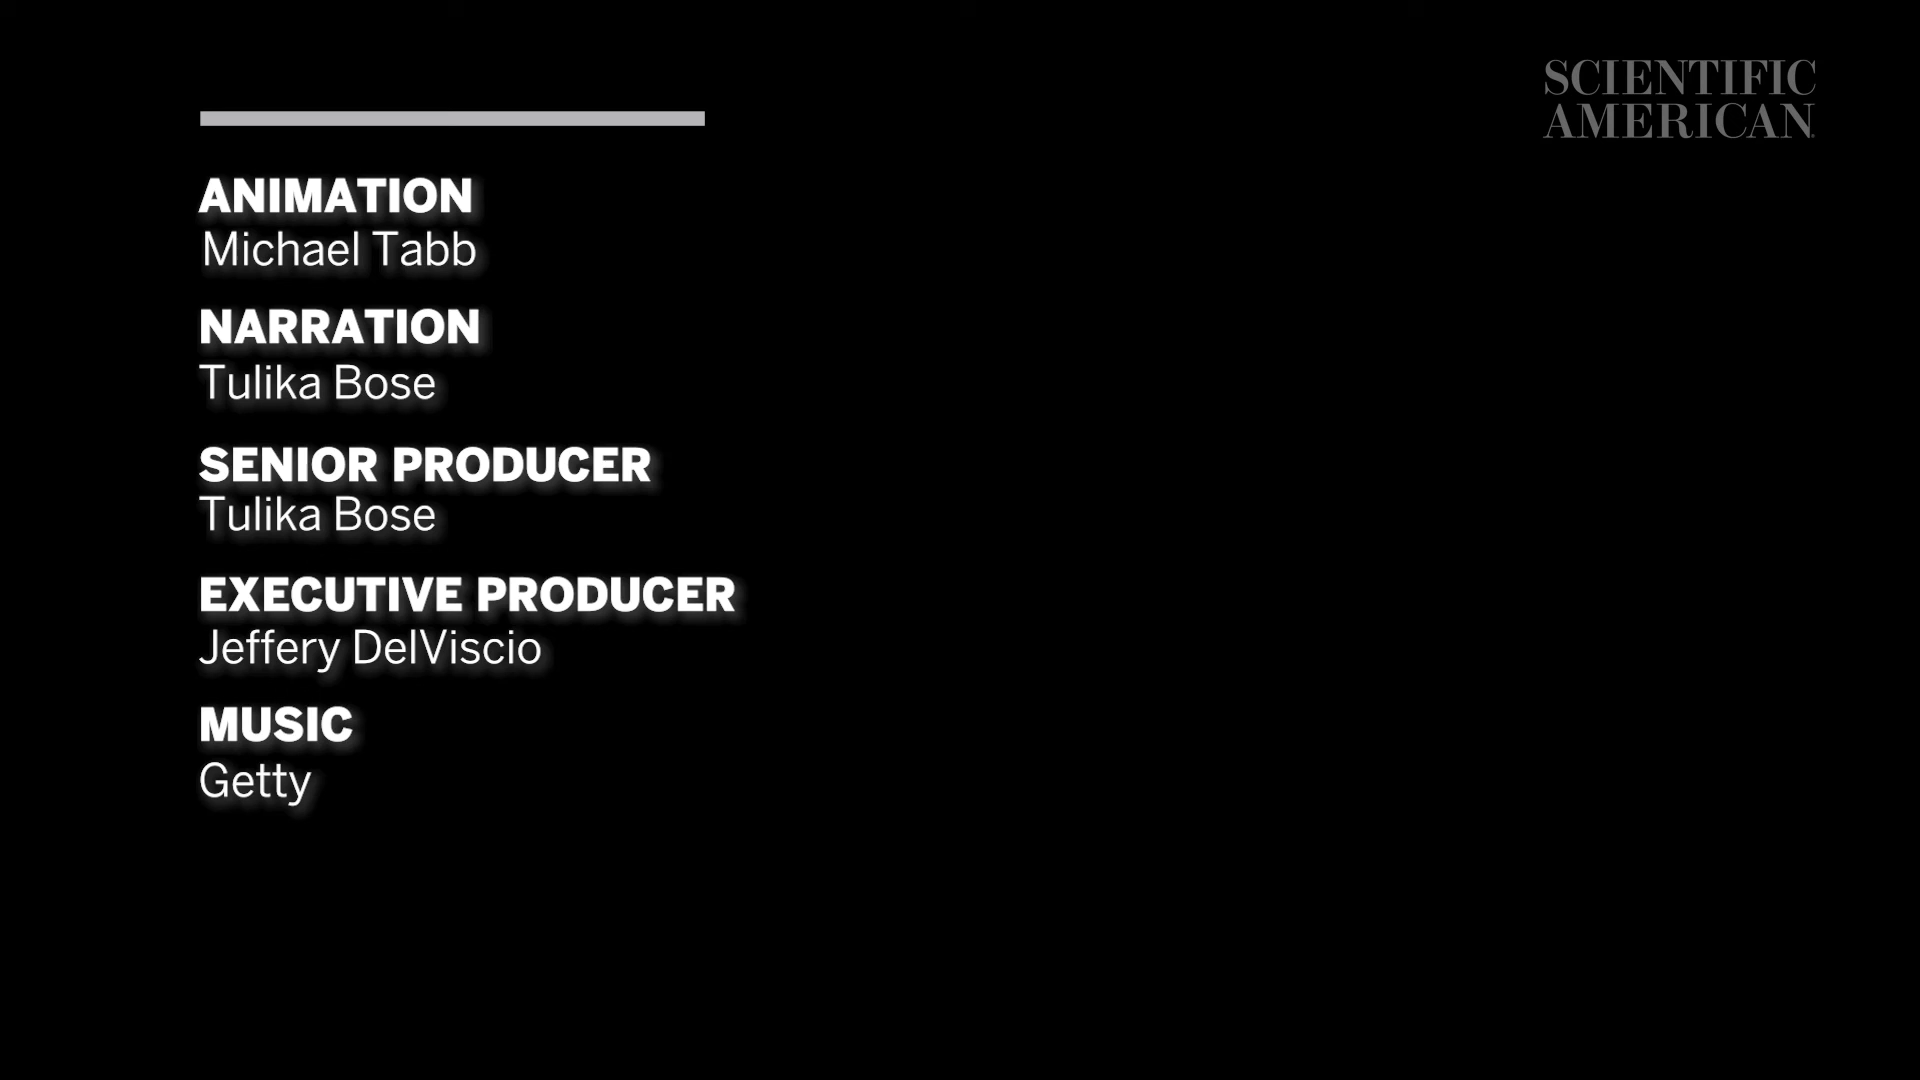 SCIENTIFIC
AMERICAN
ANIMATION
Michael Tabb
NARRATION
Tulika Bose
SENIOR PRODUCER
Tulika Bose
EXECUTIVE PRODUCER
Jeffery DelViscio
MUSIC
Getty